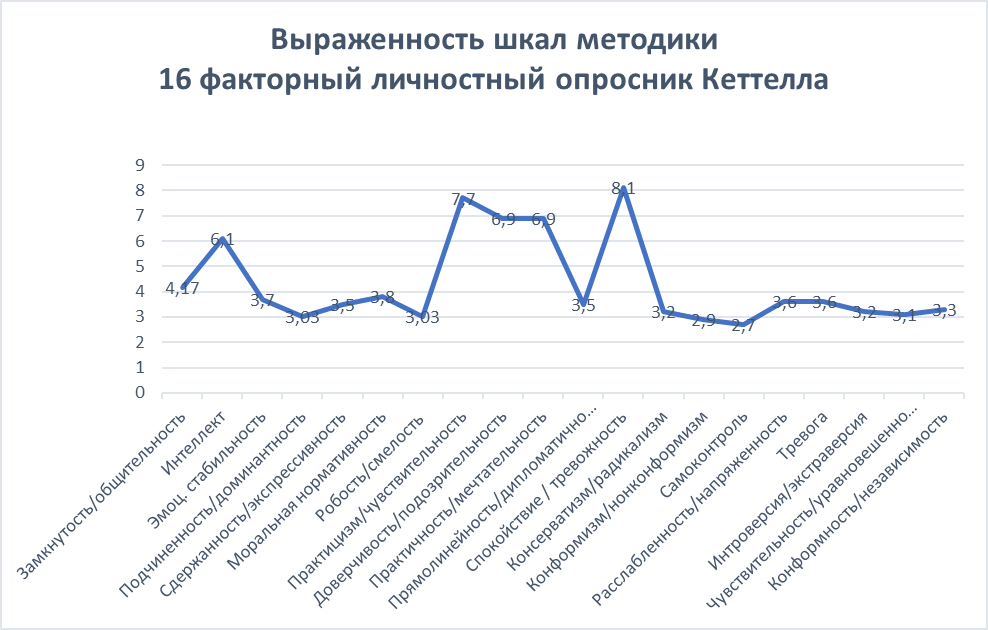 Выраженность шкал методики
16 факторный личностный опросник Кеттелла
9
8
7
6
5
4
3
2
1
0
4,17
6,1
3,7
3,03
3,5
3,8
3,03
7,7
6,9
6,9
3,5
8,1
3,2
2,9
2,7
3,6
3,6
3,2
3,1
3,3
Замкнутость/общительность
Интеллект
Эмоц. стабильность
Подчиненность/доминантность
Сдержанность/экспрессивность
Моральная нормативность
Робость/смелость
Практицизм/чувствительность
Доверчивость/подозрительность
Практичность/мечтательность
Прямолинейность/дипломатично…
Спокойствие / тревожность
Консерватизм/радикализм
Конформизм/нонконформизм
Самоконтроль
Расслабленность/напряженность
Тревога
Интроверсия/экстраверсия
Чувствительность/уравновешенно…
Конформность/независимость